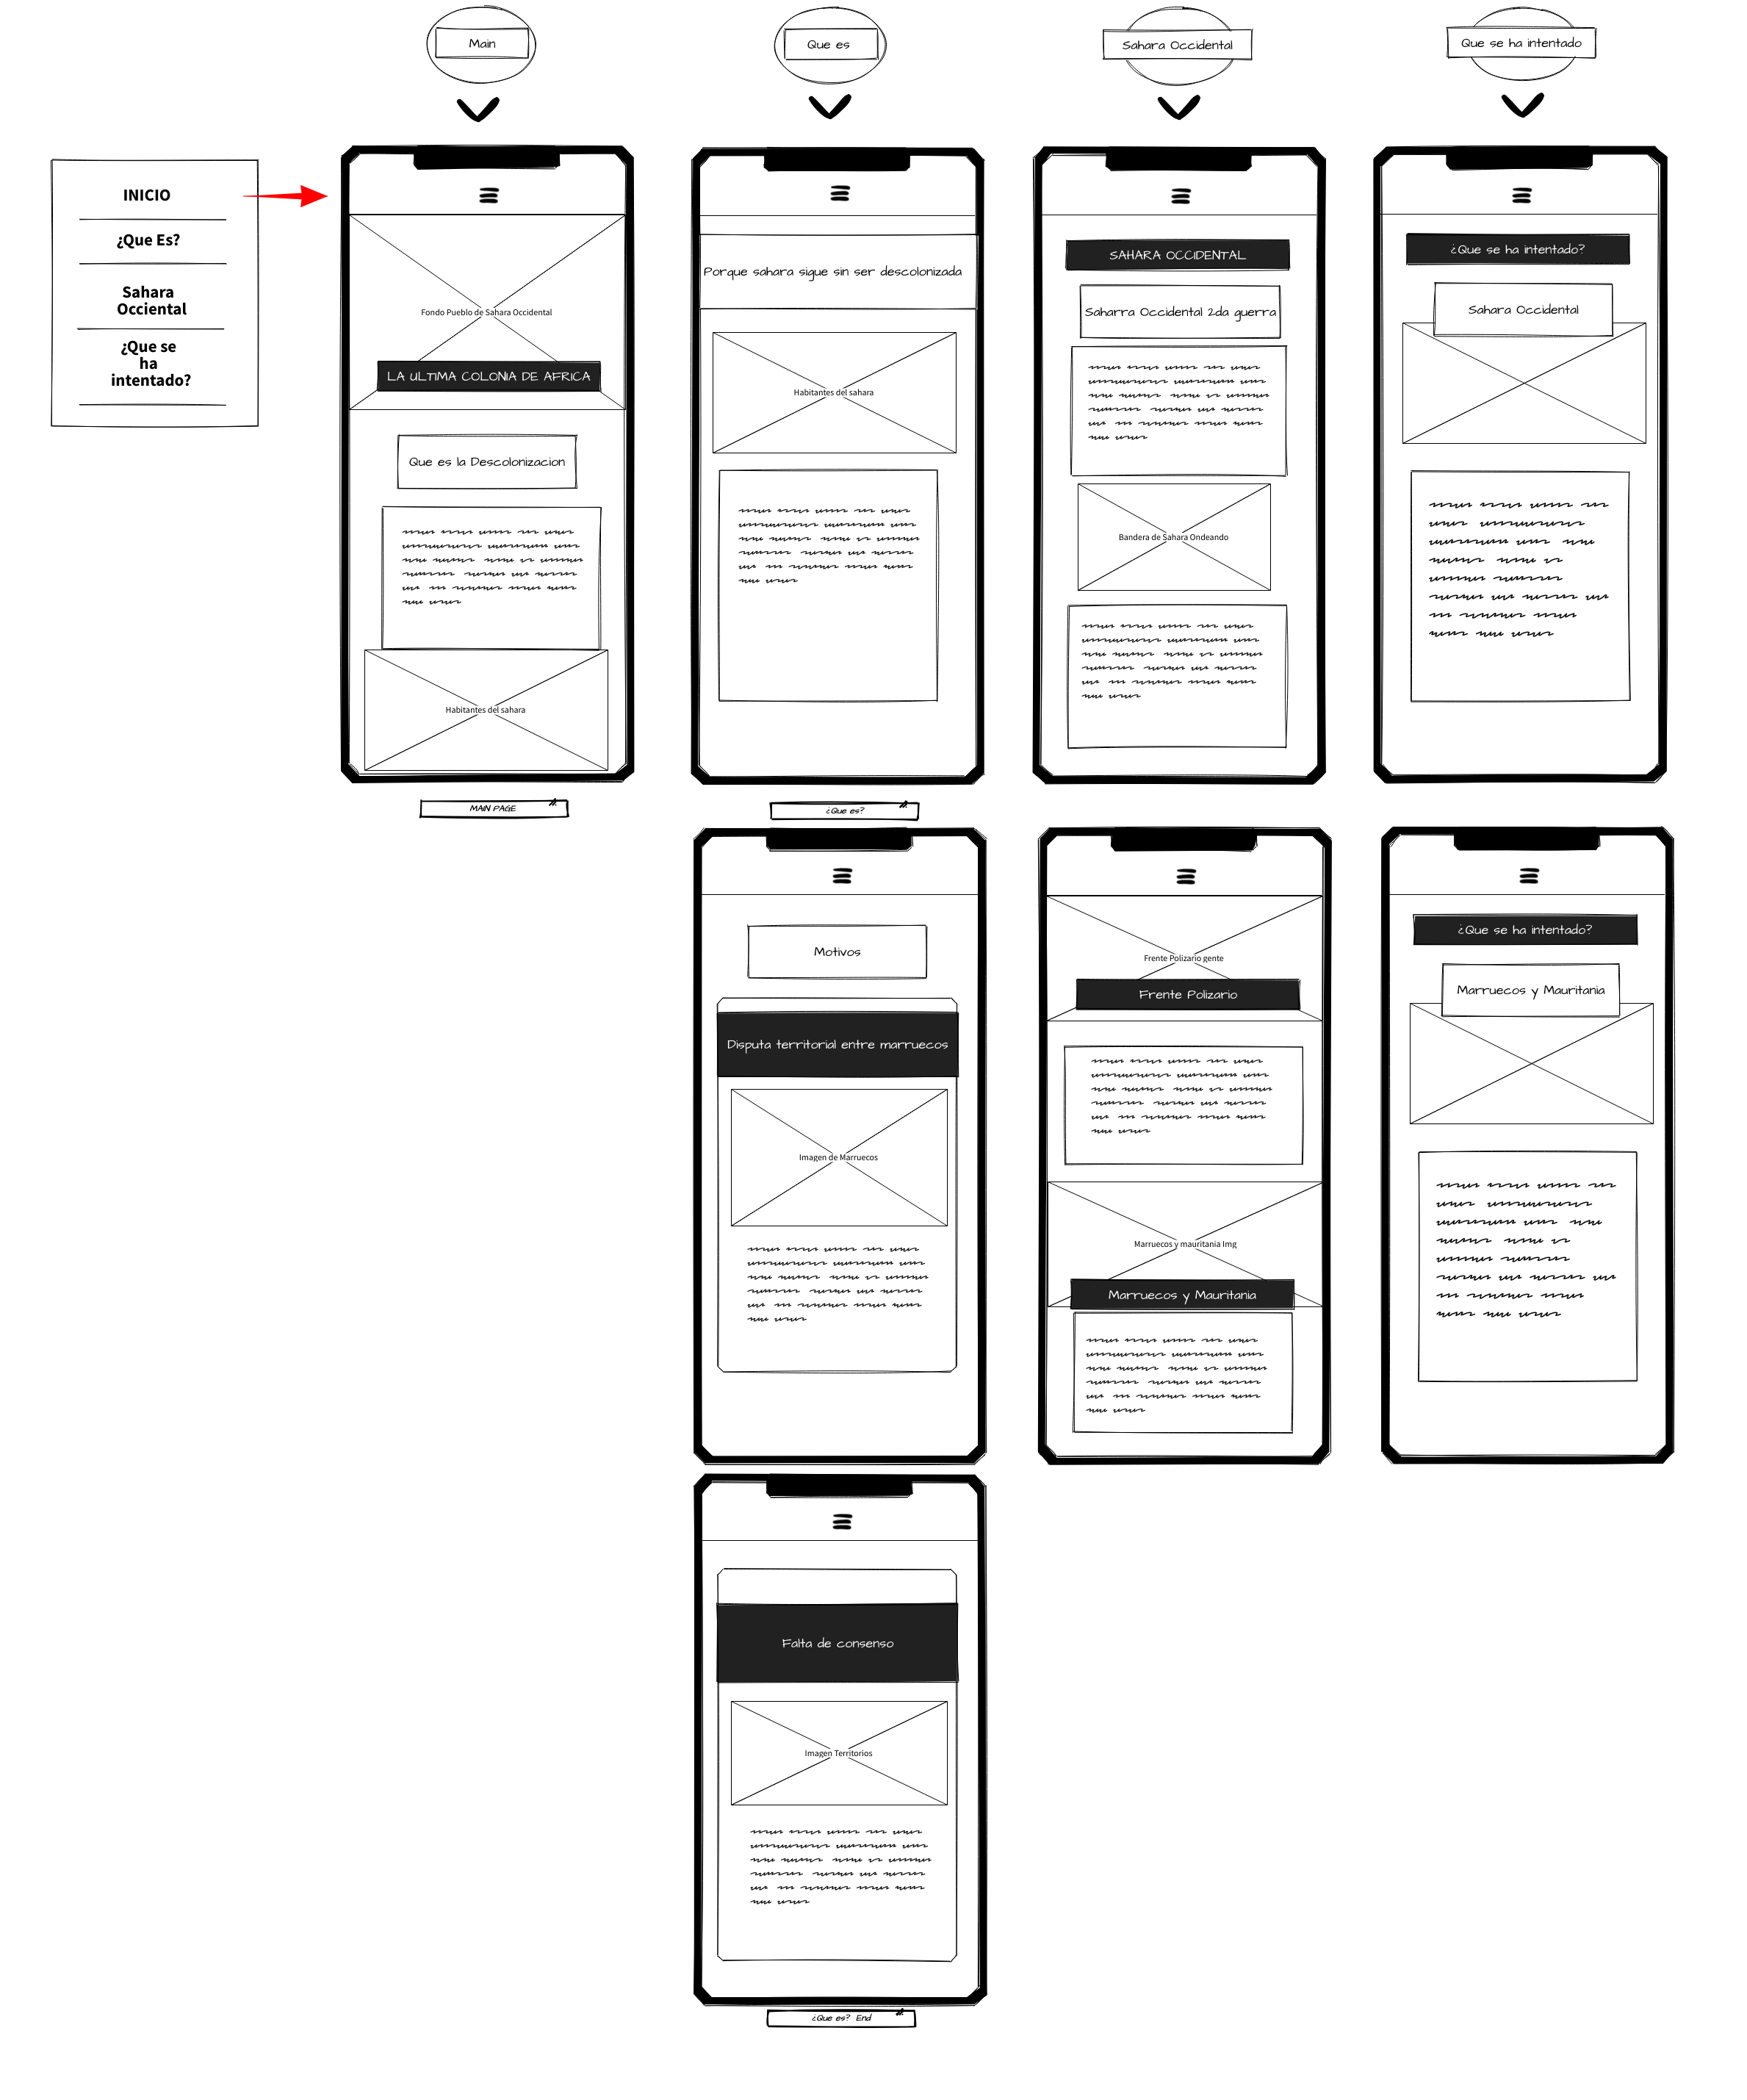 Main
Que es
Sahara Occidental
Que se ha intentado
INICIO
¿Que Es?
Sahara
Occiental
¿Que se
ha
intentado?
Fondo Pueblo de Sahara Occidental
LA ULTIMA COLONIA DE AFRICA
Que es la Descolonizacion
Habitantes del sahara
MAIN PAGE
Porque sahara sigue sin ser descolonizada
Habitantes del sahara
¿Que es?
SAHARA OCCIDENTAL
Saharra Occidental 2da guerra
Bandera de Sahara Ondeando
¿Que se ha intentado?
Sahara Occidental
Motivos
Disputa territorial entre marruecos
Imagen de Marruecos
Frente Polizario gente
Frente Polizario
Marruecos y mauritania Img
Marruecos y Mauritania
¿Que se ha intentado?
Marruecos y Mauritania
Falta de consenso
Imagen Territorios
¿Que es? End